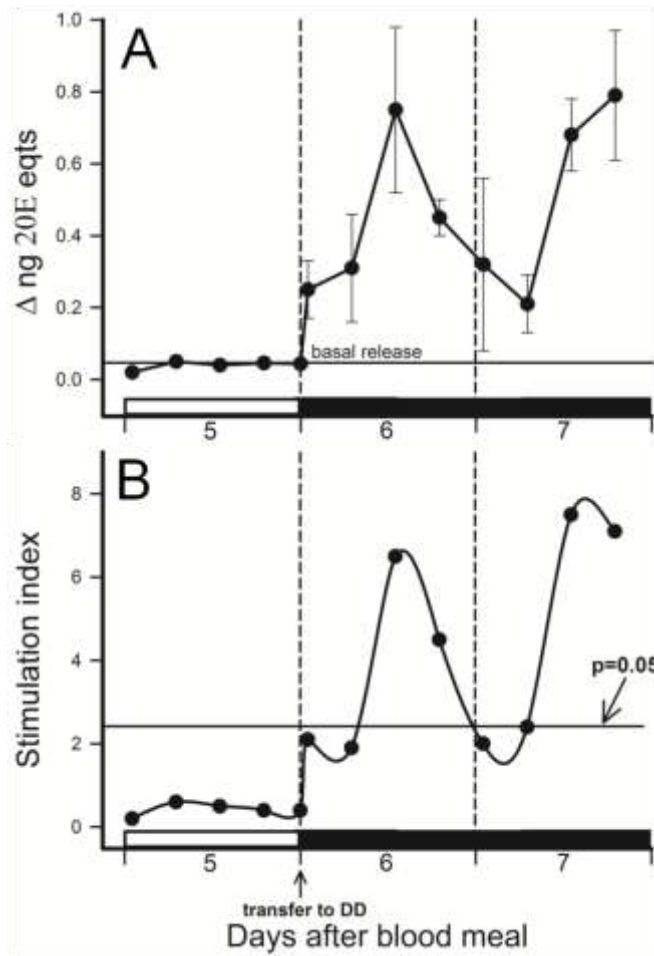 A
1.0
0.8
0.6
0.4
0.2
0.0
Δ ng 20E eqts
basal release
5 6 7
B
8
6
4
2
0
Stimulation index
p=0.05
5 6 7
transfer to DD
Days after blood meal